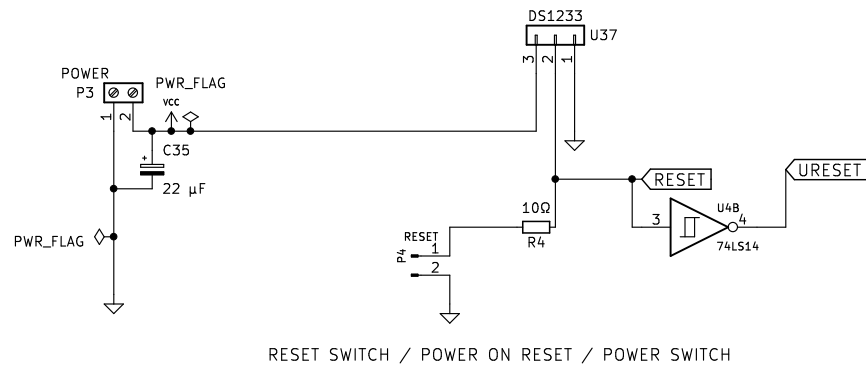 DS1233
U37
3 2 1
POWER
P3
PWR_FLAG
VCC
1 2
+
C35
22 µF
PWR_FLAG
RESET
URESET
10Ω
R4
RESET
P4
1
2
3
U4B
4
74LS14
RESET SWITCH / POWER ON RESET / POWER SWITCH